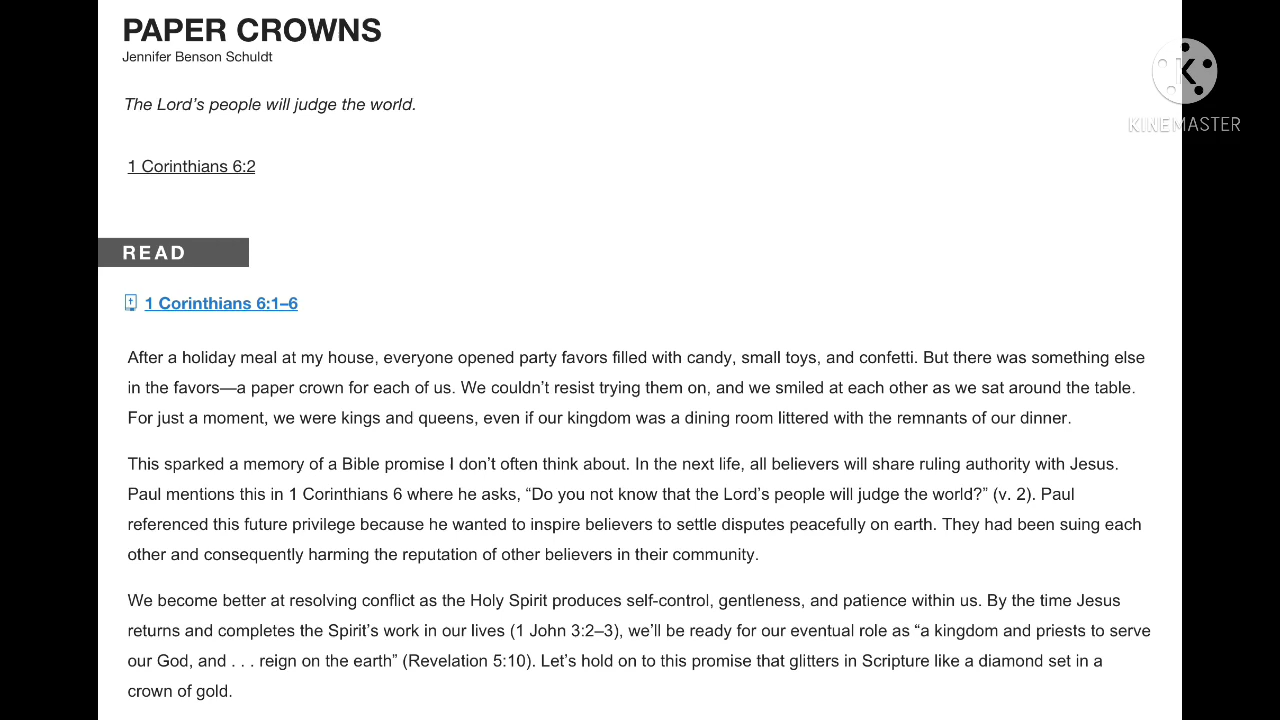 PAPER CROWNS
Jennifer Benson Schuldt
The Lord's people will judge the world.
1 Corinthians 6:2
READ
1 Corinthians 6:1–6
After a holiday meal at my house, everyone opened party favors filled with candy, small toys, and confetti. But there was something else
in the favors—a paper crown for each of us. We couldn't resist trying them on, and we smiled at each other as we sat around the table.
For just a moment, we were kings and queens, even if our kingdom was a dining room littered with the remnants of our dinner.
This sparked a memory of a Bible promise I don't often think about. In the next life, all believers will share ruling authority with Jesus.
Paul mentions this in 1 Corinthians 6 where he asks, “Do you not know that the Lord's people will judge the world?” (v. 2). Paul
referenced this future privilege because he wanted to inspire believers to settle disputes peacefully on earth. They had been suing each
other and consequently harming the reputation of other believers in their community.
We become better at resolving conflict as the Holy Spirit produces self-control, gentleness, and patience within us. By the time Jesus
returns and completes the Spirit's work in our lives (1 John 3:2–3), we'll be ready for our eventual role as “a kingdom and priests to serve
our God, and . . . reign on the earth” (Revelation 5:10). Let's hold on to this promise that glitters in Scripture like a diamond set in a
crown of gold.
K
KINEMASTER